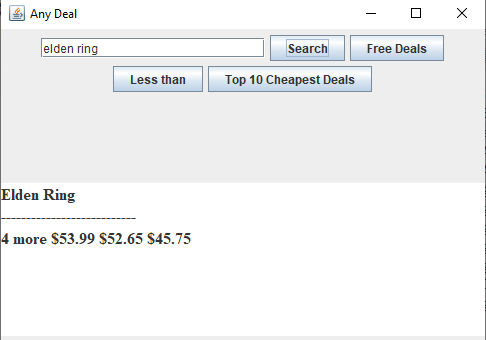 Any Deal
elden ring Search Free Deals
Less than Top 10 Cheapest Deals
Elden Ring
---------------------------
4 more $53.99 $52.65 $45.75